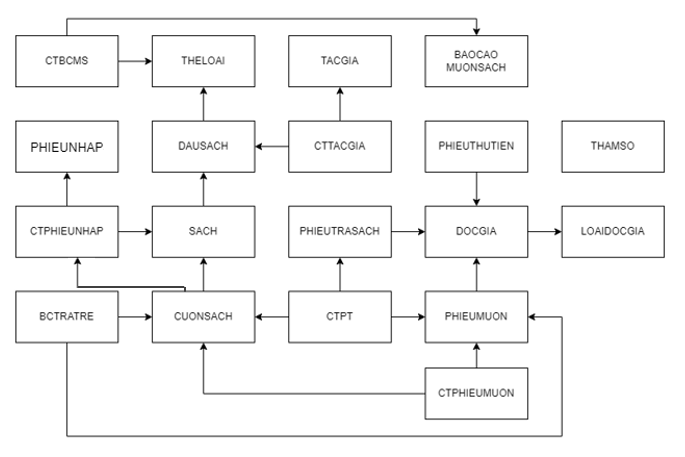 CTBCMS
THELOAI
TACGIA
BAOCAO
MUONSACH
PHIEUNHAP
DAUSACH
CTTACGIA
PHIEUTHUTIEN
THAMSO
CTPHIEUNHAP
SACH
PHIEUTRASACH
DOCGIA
LOAIDOCGIA
BCTRATRE
CUONSACH
CTPT
PHIEUMUON
CTPHIEUMUON